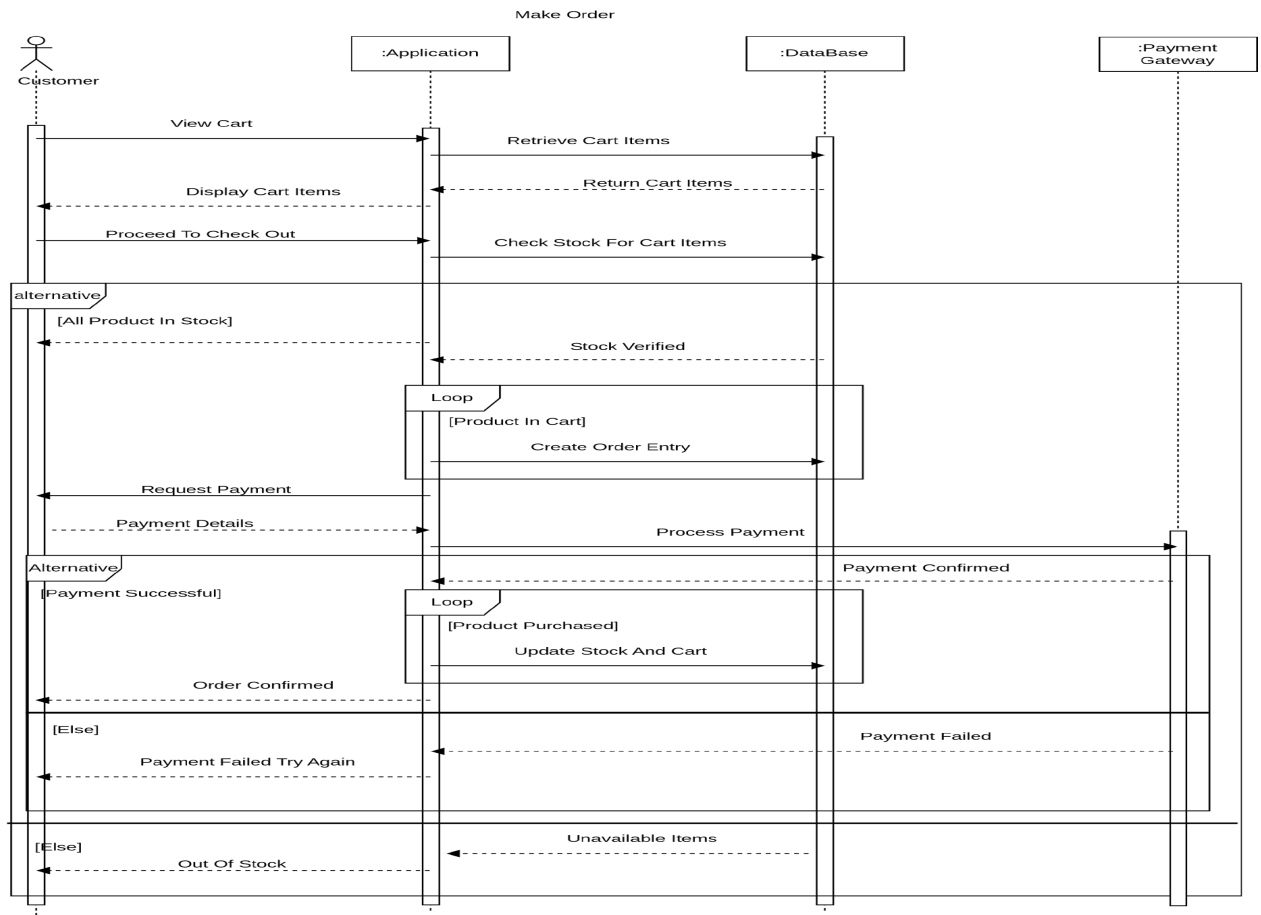 Make Order
Customer
:Application
:DataBase
:Payment
Gateway
View Cart
Retrieve Cart Items
Return Cart Items
Display Cart Items
Proceed To Check Out
Check Stock For Cart Items
alternative
[All Product In Stock]
Stock Verified
Loop
[Product In Cart]
Create Order Entry
Request Payment
Payment Details
Process Payment
Alternative
Payment Confirmed
[Payment Successful]
Loop
[Product Purchased]
Update Stock And Cart
Order Confirmed
[Else]
Payment Failed
Payment Failed Try Again
Unavailable Items
[Else]
Out Of Stock